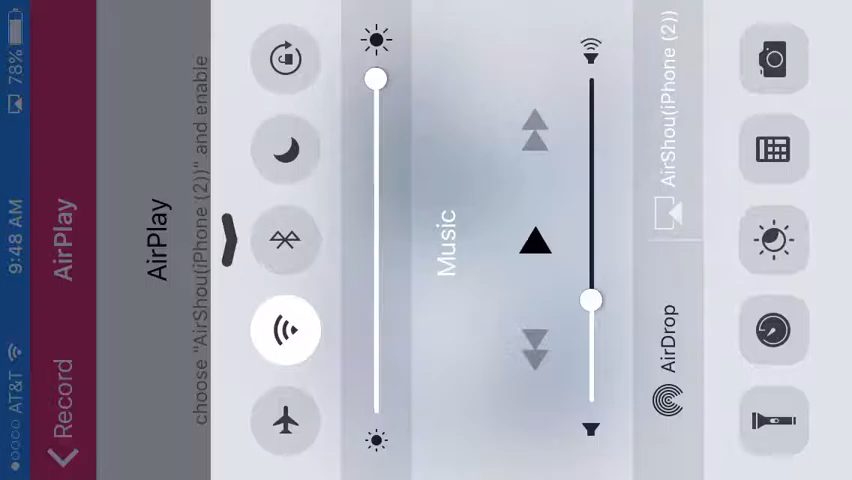 AT&T 9:48 AM 78%
Record AirPlay
AirPlay
choose "AirShou(iPhone (2))" and enable
Music
AirDrop AirShou(iPhone (2))